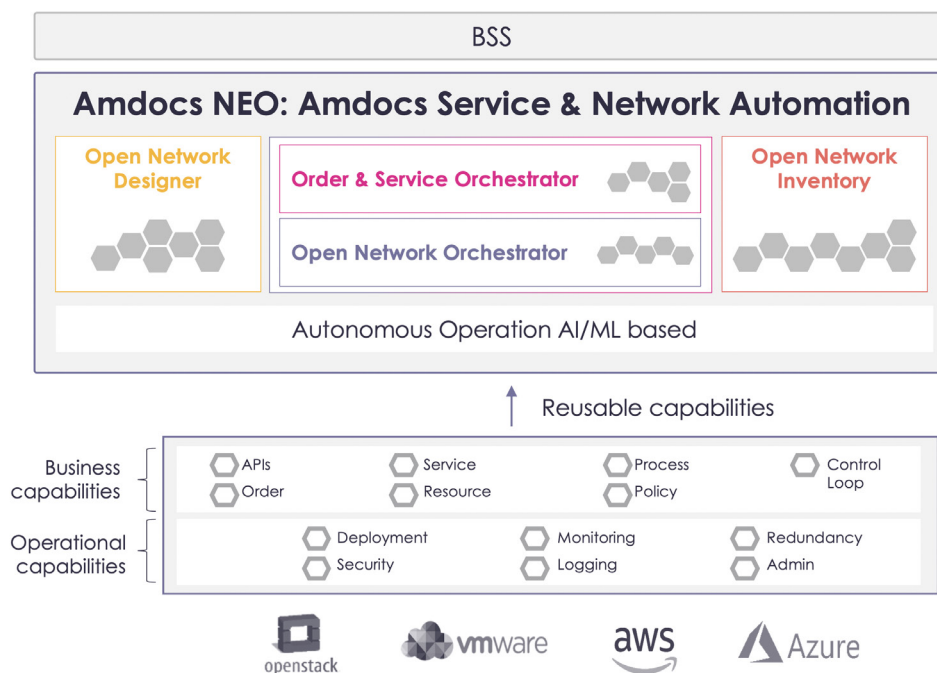 BSS
Amdocs NEO: Amdocs Service & Network Automation
Open Network
Designer
Order & Service Orchestrator
Open Network Orchestrator
Open Network
Inventory
Autonomous Operation AI/ML based
Reusable capabilities
Business
capabilities
APIs
Service
Process
Control
Loop
Order
Resource
Policy
Operational
capabilities
Deployment
Monitoring
Redundancy
Security
Logging
Admin
openstack
vmware
aws
Azure